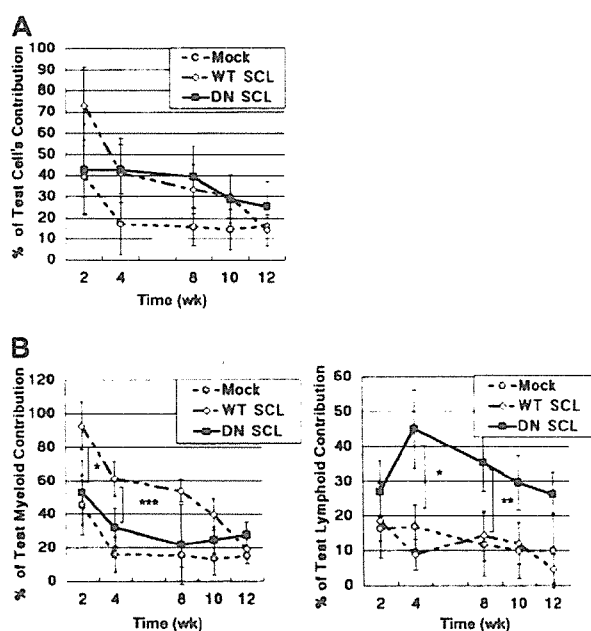 A
% of Test Cell's Contribution
100
90
80
70
60
50
40
30
20
10
0
Mock
WT SCL
DN SCL
2 4 8 10 12
Time (wk)
B
% of Test Myeloid Contribution
120
100
80
60
40
20
0
Mock
WT SCL
DN SCL
*
***
2 4 8 10 12
Time (wk)
% of Test Lymphoid Contribution
60
50
40
30
20
10
0
Mock
WT SCL
DN SCL
*
**
2 4 8 10 12
Time (wk)